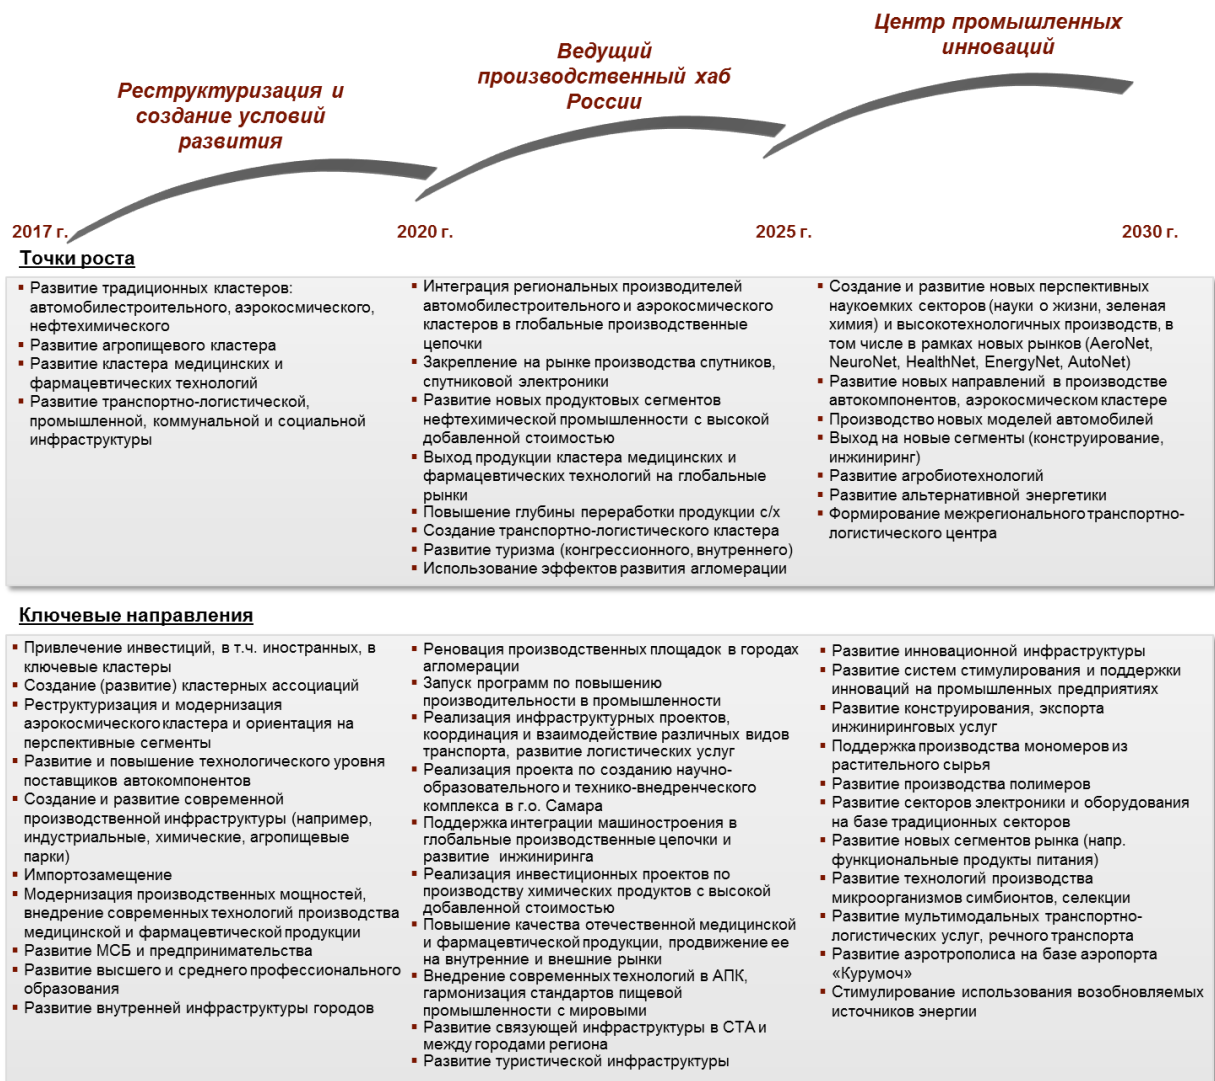 Центр промышленных
инноваций
Ведущий
производственный хаб
России
Реструктуризация и
создание условий
развития
2017 г.
2020 г.
2025 г.
2030 г.
Точки роста
▪ Развитие традиционных кластеров:
автомобилестроительного, аэрокосмического,
нефтехимического
▪ Развитие агропищевого кластера
▪ Развитие кластера медицинских и
фармацевтических технологий
▪ Развитие транспортно-логистической,
промышленной, коммунальной и социальной
инфраструктуры
▪ Интеграция региональных производителей
автомобилестроительного и аэрокосмического
кластеров в глобальные производственные
цепочки
▪ Закрепление на рынке производства спутников,
спутниковой электроники
▪ Развитие новых продуктовых сегментов
нефтехимической промышленности с высокой
добавленной стоимостью
▪ Выход продукции кластера медицинских и
фармацевтических технологий на глобальные
рынки
▪ Повышение глубины переработки продукции с/х
▪ Создание транспортно-логистического кластера
▪ Развитие туризма (конгрессионного, внутреннего)
▪ Использование эффектов развития агломерации
▪ Создание и развитие новых перспективных
наукоемких секторов (науки о жизни, зеленая
химия) и высокотехнологичных производств, в
том числе в рамках новых рынков (AeroNet,
NeuroNet, HealthNet, EnergyNet, AutoNet)
▪ Развитие новых направлений в производстве
автокомпонентов, аэрокосмическом кластере
▪ Производство новых моделей автомобилей
▪ Выход на новые сегменты (конструирование,
инжиниринг)
▪ Развитие агробиотехнологий
▪ Развитие альтернативной энергетики
▪ Формирование межрегионального транспортно-
логистического центра
Ключевые направления
▪ Привлечение инвестиций, в т.ч. иностранных, в
ключевые кластеры
▪ Создание (развитие) кластерных ассоциаций
▪ Реструктуризация и модернизация
аэрокосмического кластера и ориентация на
перспективные сегменты
▪ Развитие и повышение технологического уровня
поставщиков автокомпонентов
▪ Создание и развитие современной
производственной инфраструктуры (например,
индустриальные, химические, агропищевые
парки)
▪ Импортозамещение
▪ Модернизация производственных мощностей,
внедрение современных технологий производства
медицинской и фармацевтической продукции
▪ Развитие МСБ и предпринимательства
▪ Развитие высшего и среднего профессионального
образования
▪ Развитие внутренней инфраструктуры городов
▪ Реновация производственных площадок в городах
агломерации
▪ Запуск программ по повышению
производительности в промышленности
▪ Реализация инфраструктурных проектов,
координация и взаимодействие различных видов
транспорта, развитие логистических услуг
▪ Реализация проекта по созданию научно-
образовательного и технико-внедренческого
комплекса в г.о. Самара
▪ Поддержка интеграции машиностроения в
глобальные производственные цепочки и
развитие инжиниринга
▪ Реализация инвестиционных проектов по
производству химических продуктов с высокой
добавленной стоимостью
▪ Повышение качества отечественной медицинской
и фармацевтической продукции, продвижение ее
на внутренние и внешние рынки
▪ Внедрение современных технологий в АПК,
гармонизация стандартов пищевой
промышленности с мировыми
▪ Развитие связующей инфраструктуры в СТА и
между городами региона
▪ Развитие туристической инфраструктуры
▪ Развитие инновационной инфраструктуры
▪ Развитие систем стимулирования и поддержки
инноваций на промышленных предприятиях
▪ Развитие конструирования, экспорта
инжиниринговых услуг
▪ Поддержка производства мономеров из
растительного сырья
▪ Развитие производства полимеров
▪ Развитие секторов электроники и оборудования
на базе традиционных секторов
▪ Развитие новых сегментов рынка (напр.
функциональные продукты питания)
▪ Развитие технологий производства
микроорганизмов симбионтов, селекции
▪ Развитие мультимодальных транспортно-
логистических услуг, речного транспорта
▪ Развитие аэротрополиса на базе аэропорта
«Курумоч»
▪ Стимулирование использования возобновляемых
источников энергии